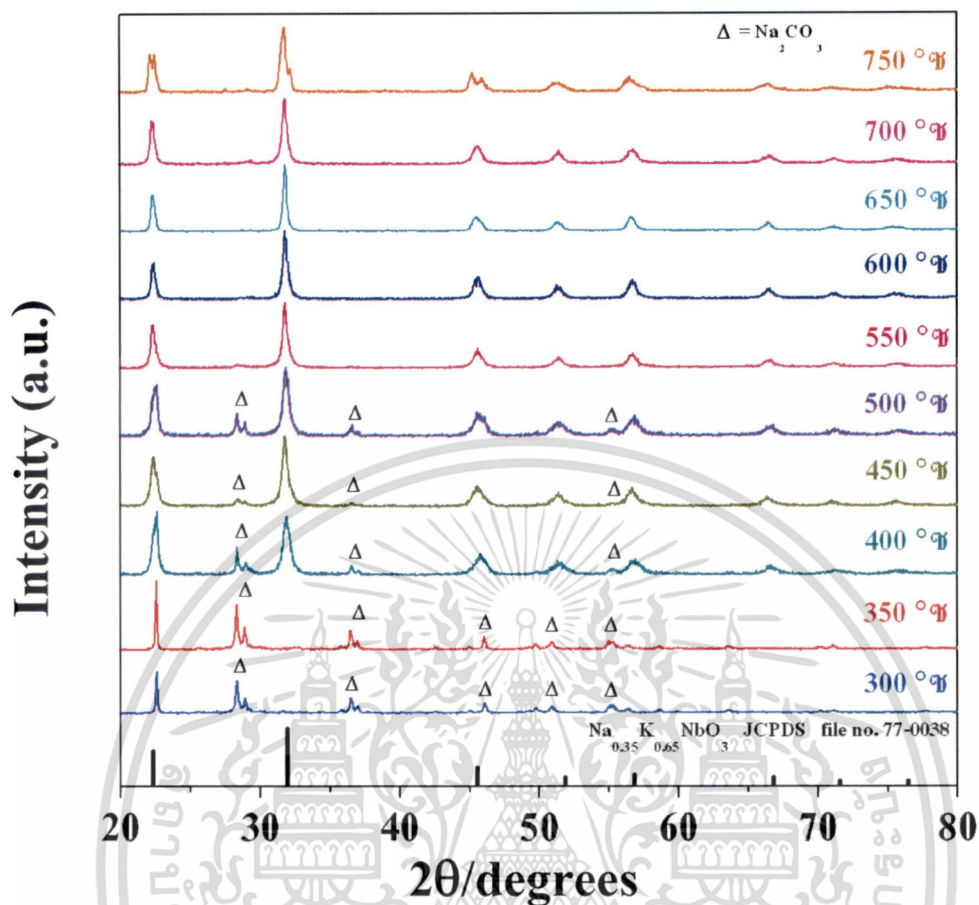 Δ = Na₂CO₃
750 °ซ
700 °ซ
650 °ซ
600 °ซ
550 °ซ
500 °ซ
Δ Δ Δ
450 °ซ
Δ Δ Δ
400 °ซ
Δ Δ Δ
350 °ซ
Δ Δ Δ Δ Δ
300 °ซ
Δ Δ Δ Δ Δ
Na₀.₃₅K₀.₆₅NbO₃ JCPDS file no. 77-0038
20 30 40 50 60 70 80
2θ/degrees
Intensity (a.u.)